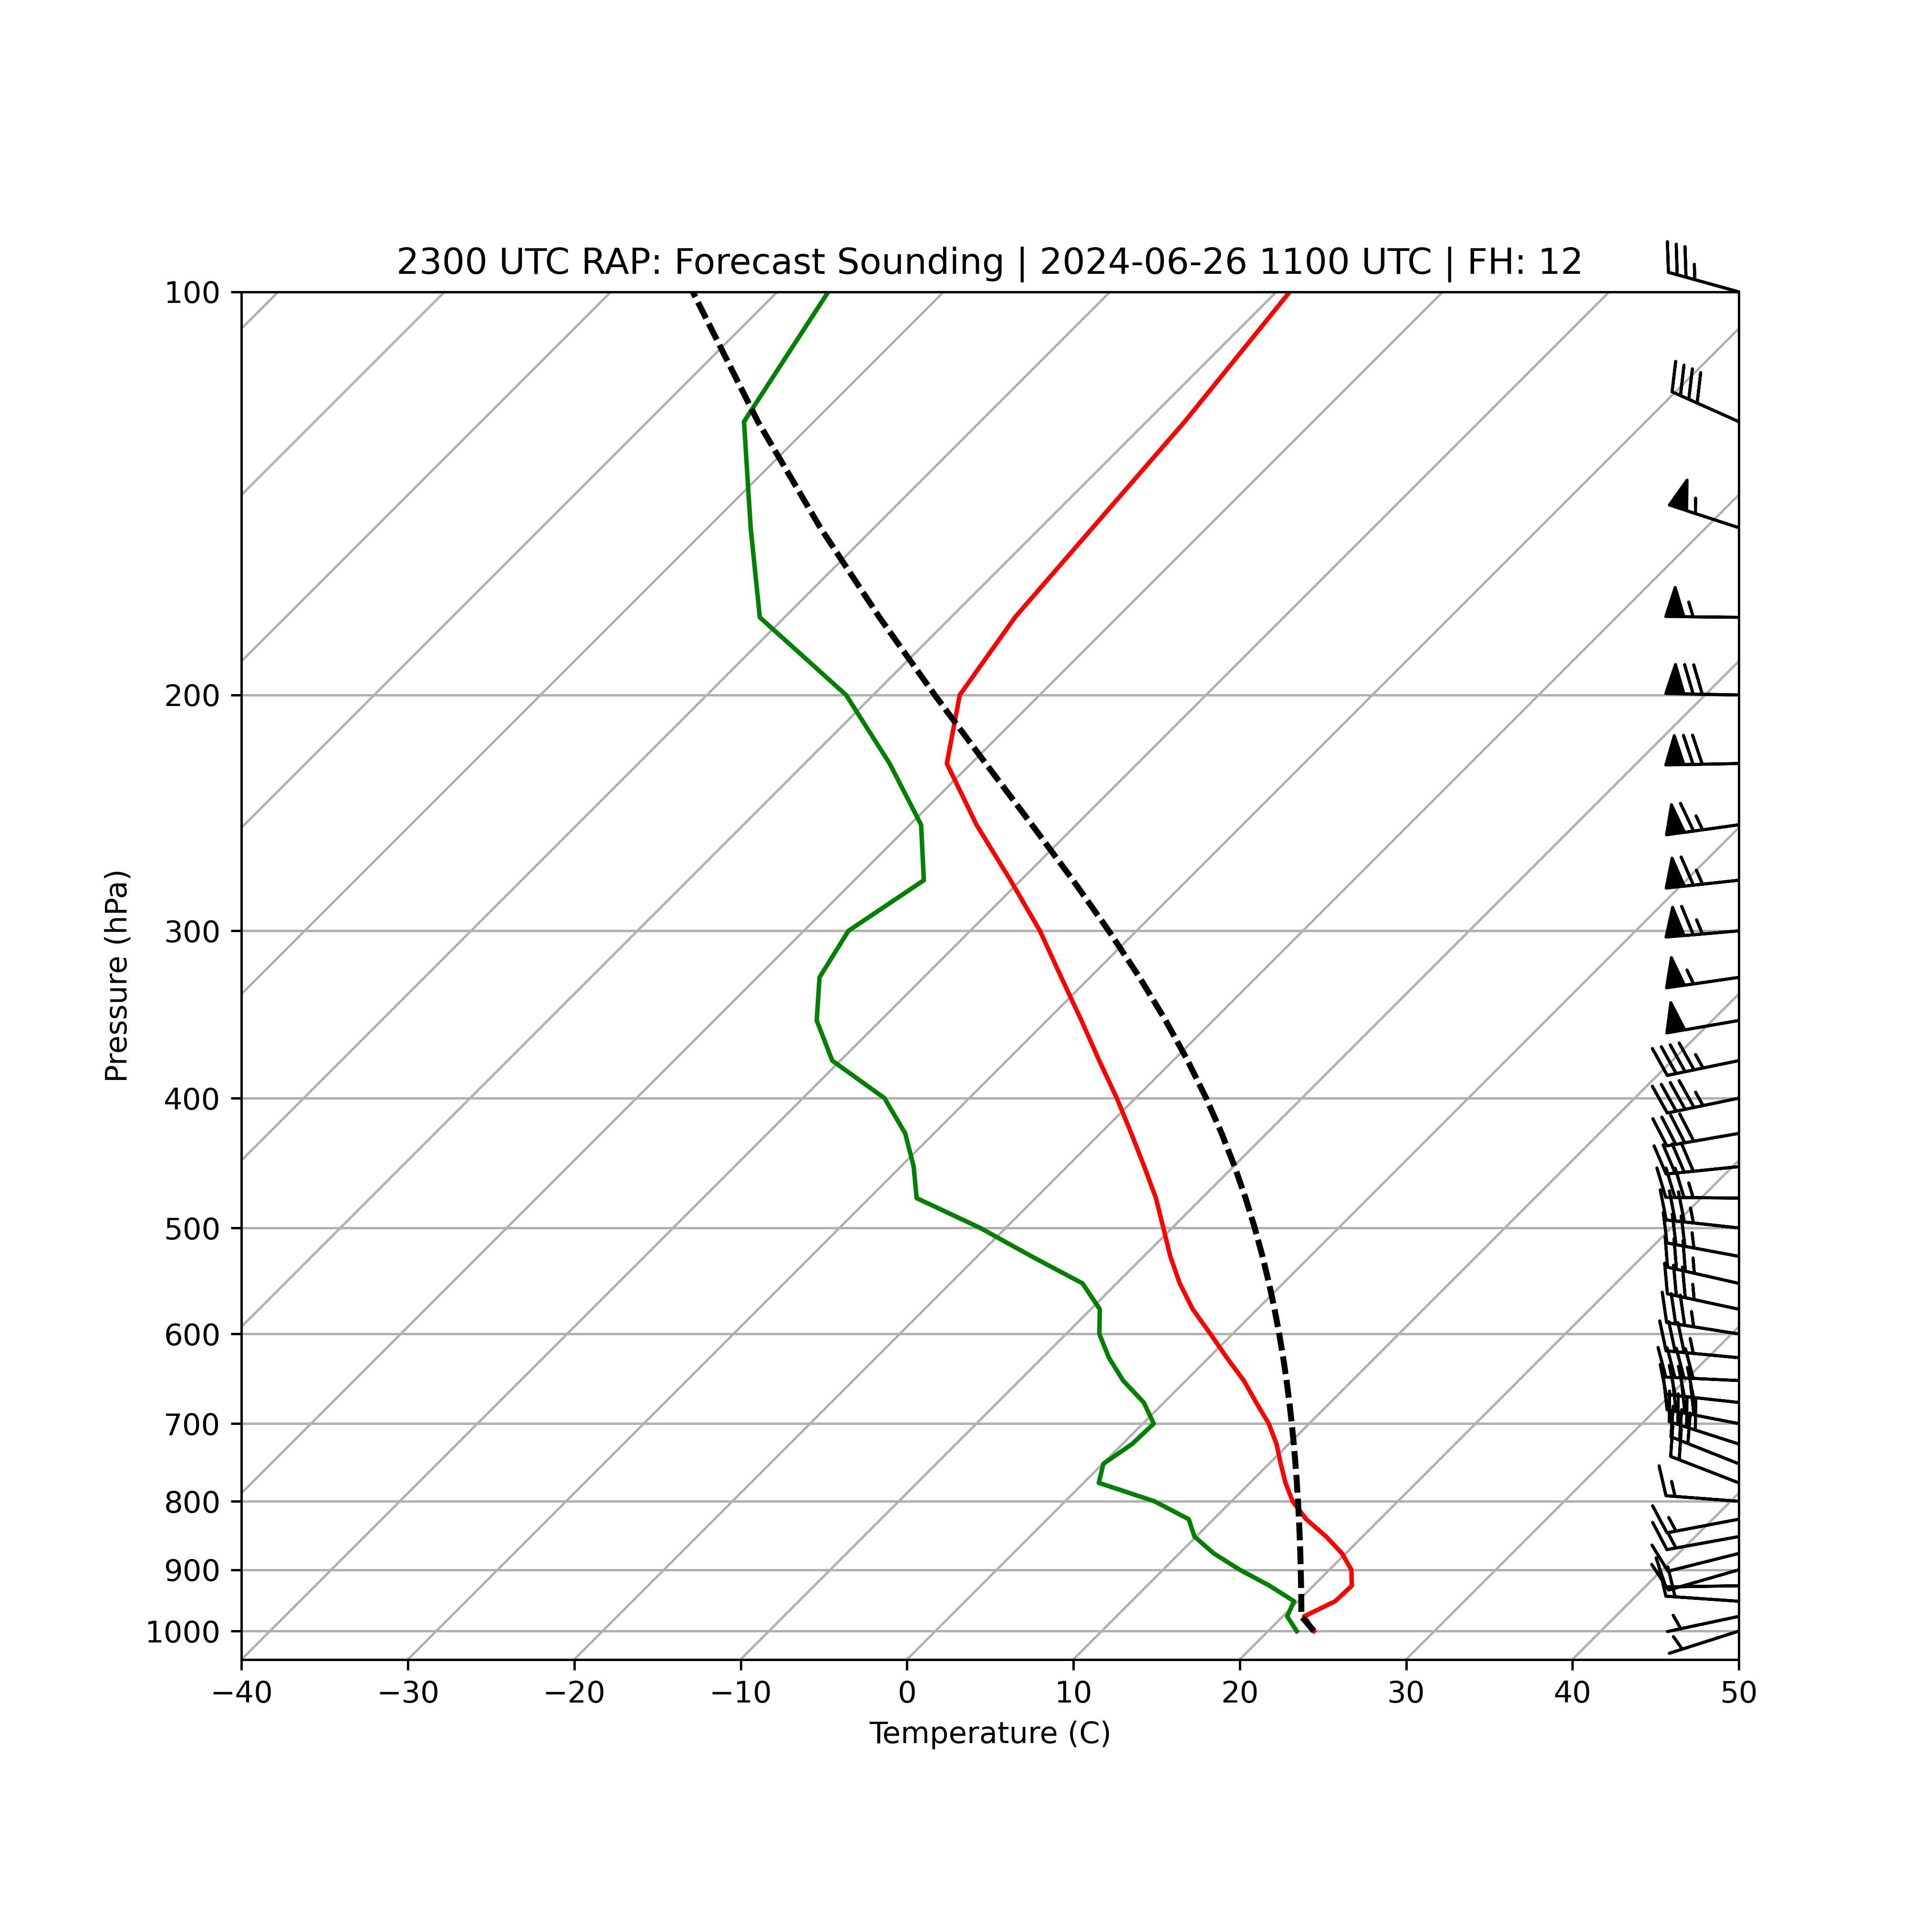 2300 UTC RAP: Forecast Sounding | 2024-06-26 1100 UTC | FH: 12
100
200
300
400
500
600
700
800
900
1000
Pressure (hPa)
−40 −30 −20 −10 0 10 20 30 40 50
Temperature (C)